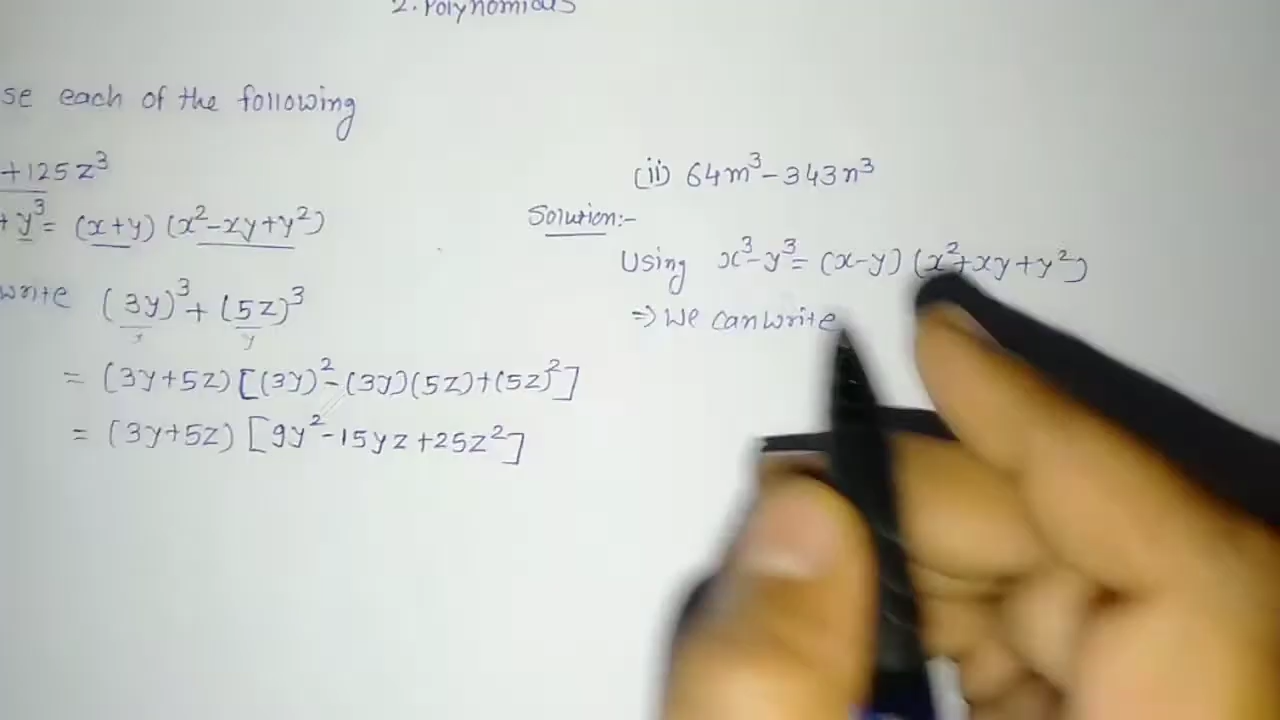 2. Polynomials
se each of the following
+125z³
+ y³ = (x+y) (x²-xy+y²)
write (3y)³ + (5z)³
x y
= (3y+5z) [(3y)² - (3y)(5z) + (5z)²]
= (3y+5z) [9y² - 15yz + 25z²]
(ii) 64m³ - 343n³
Solution:-
Using x³-y³ = (x-y) (x²+xy+y²)
⇒ We can write